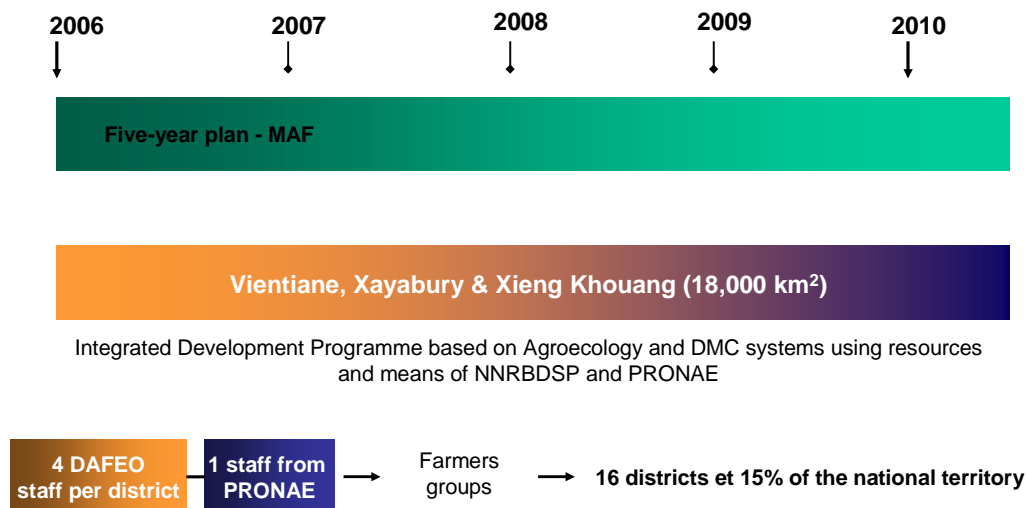 2006 2007 2008 2009 2010
Five-year plan - MAF
Vientiane, Xayabury & Xieng Khouang (18,000 km²)
Integrated Development Programme based on Agroecology and DMC systems using resources
and means of NNRBDSP and PRONAE
4 DAFEO
staff per district
1 staff from
PRONAE
Farmers
groups
16 districts et 15% of the national territory